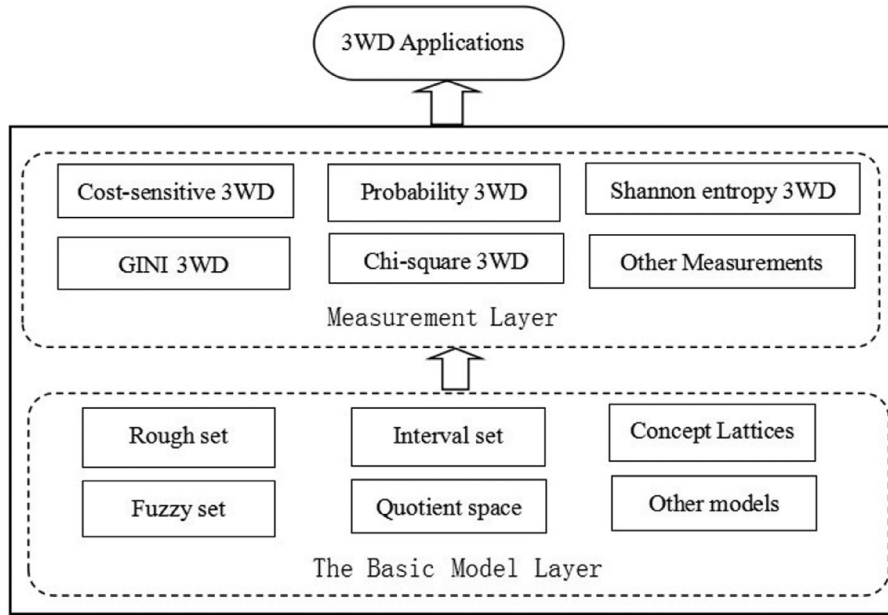 3WD Applications
Cost-sensitive 3WD
Probability 3WD
Shannon entropy 3WD
GINI 3WD
Chi-square 3WD
Other Measurements
Measurement Layer
Rough set
Interval set
Concept Lattices
Fuzzy set
Quotient space
Other models
The Basic Model Layer